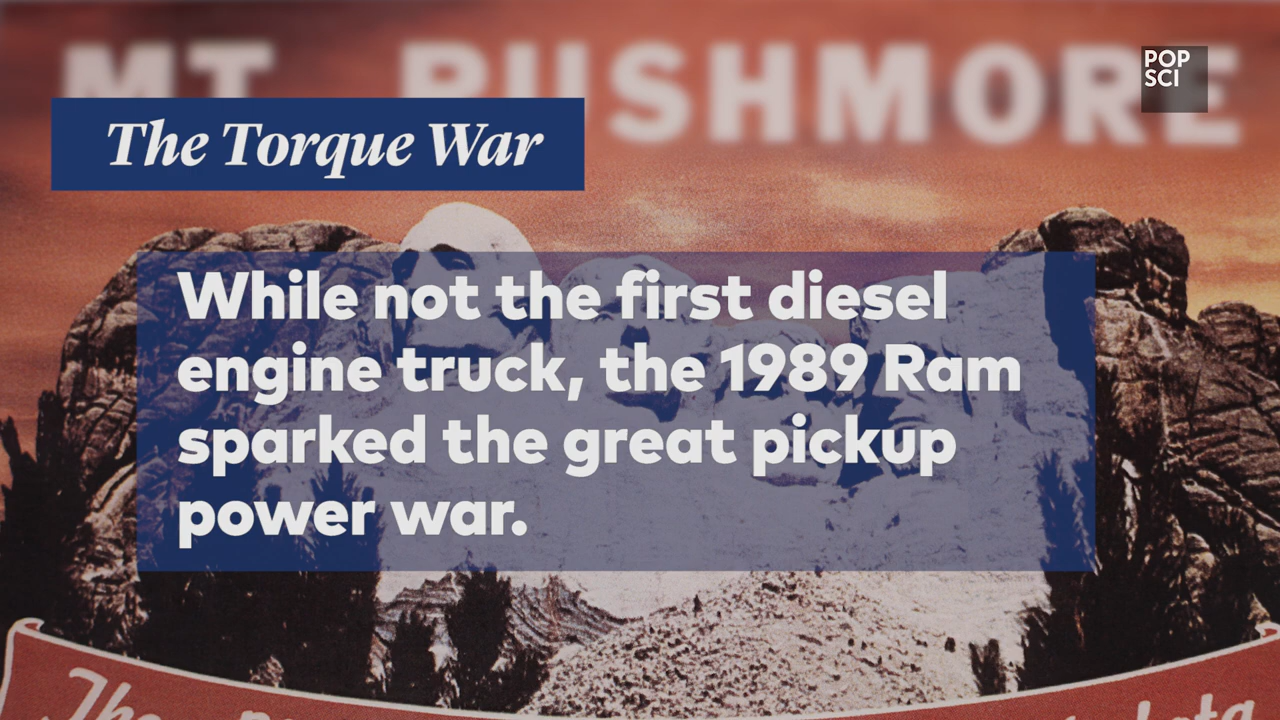 MT RUSHMORE
POP
SCI
The Torque War
While not the first diesel
engine truck, the 1989 Ram
sparked the great pickup
power war.
The